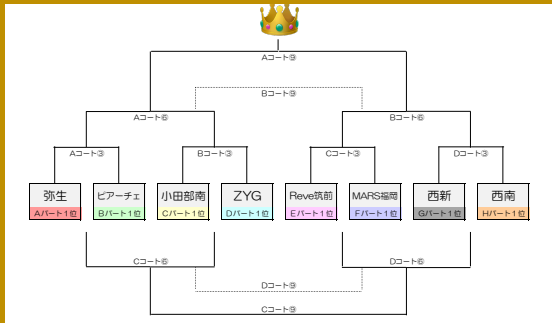 Aコート⑨
Bコート⑨
Aコート⑥ Bコート⑥
Aコート③ Bコート③ Cコート③ Dコート③
弥生 ピアーチェ 小田部南 ZYG Reve筑前 MARS福岡 西新 西南
Aパート1位 Bパート1位 Cパート1位 Dパート1位 Eパート1位 Fパート1位 Gパート1位 Hパート1位
Cコート⑥ Dコート⑥
Dコート⑨
Cコート⑨